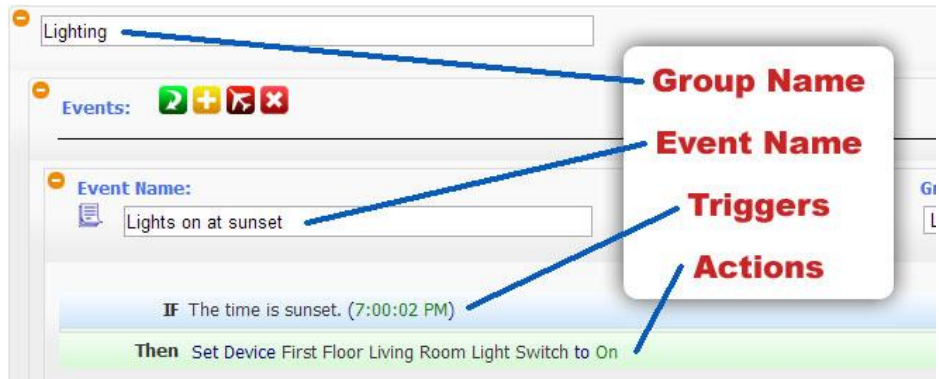 Lighting
Group Name
Events:
Event Name
Event Name:
Lights on at sunset
Triggers
Actions
IF The time is sunset. (7:00:02 PM)
Then Set Device First Floor Living Room Light Switch to On